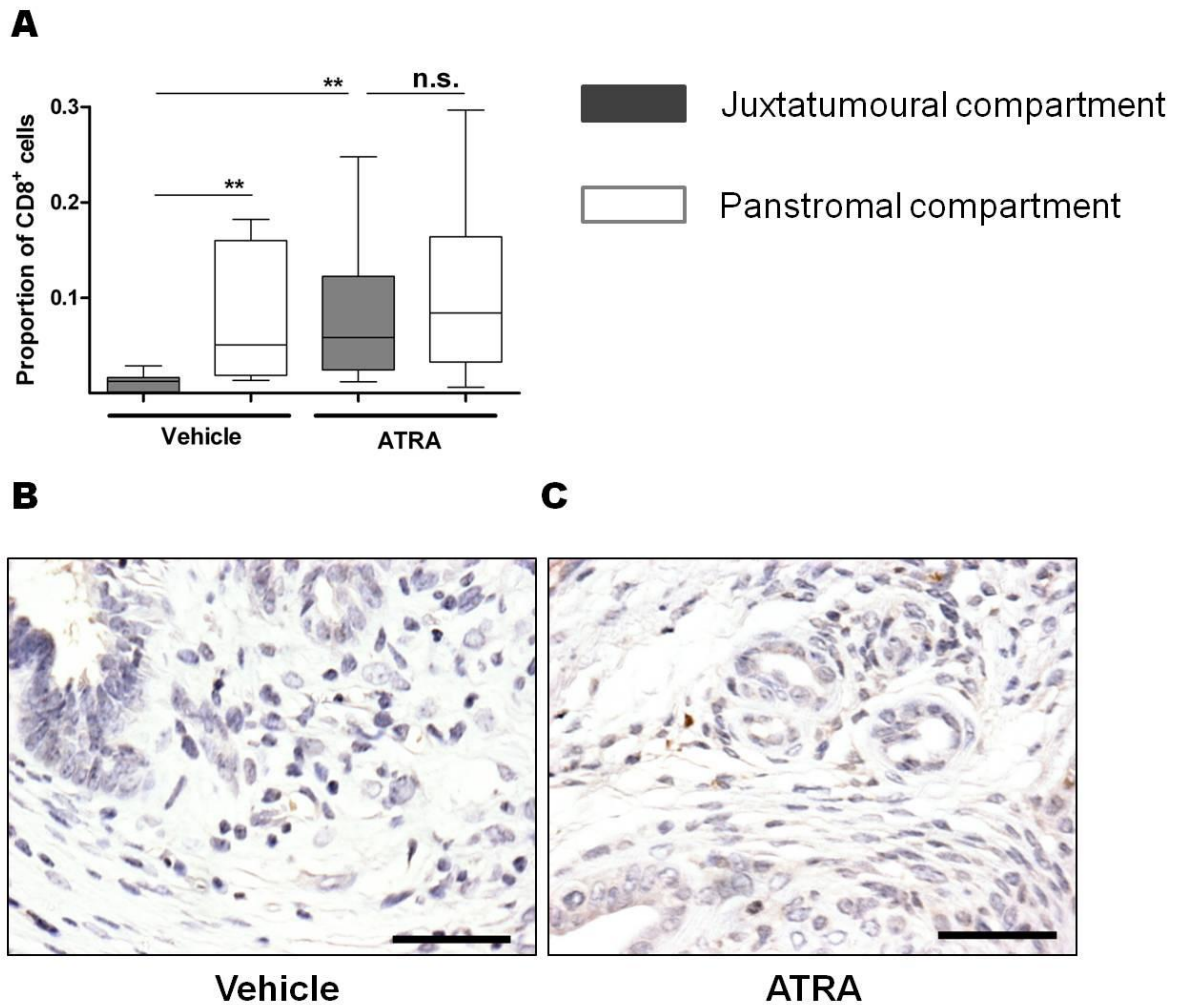 A
Proportion of CD8⁺ cells
0.3
0.2
0.1
**
**
n.s.
Vehicle
ATRA
Juxtatumoural compartment
Panstromal compartment
B
C
Vehicle
ATRA